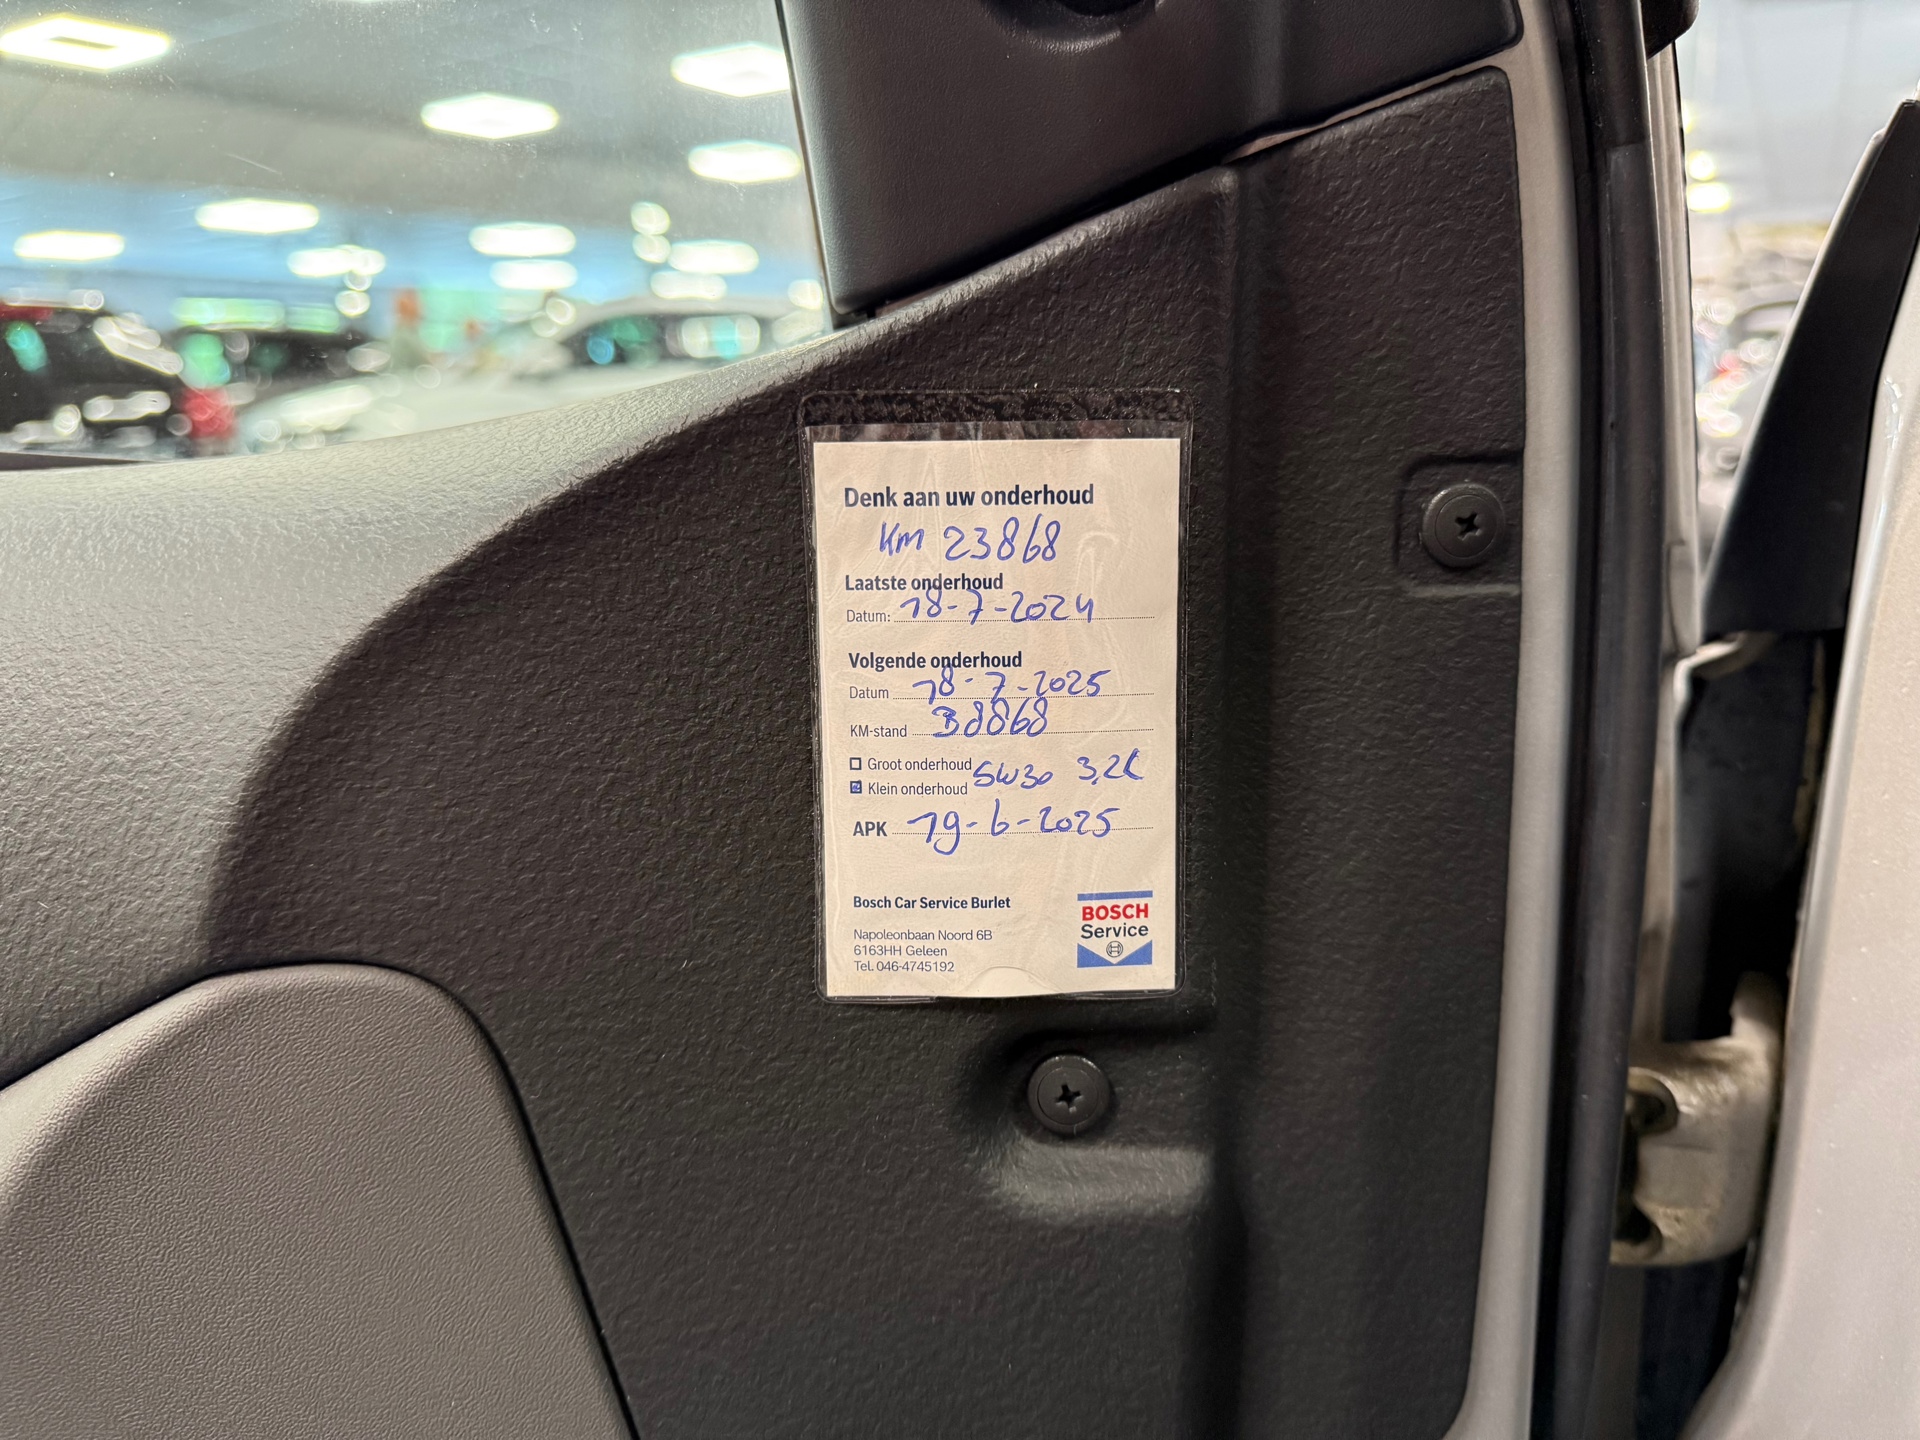 Denk aan uw onderhoud
Km 23868
Laatste onderhoud
Datum: 18-7-2024
Volgende onderhoud
Datum 18-7-2025
KM-stand 38868
Groot onderhoud 5W30 3,2L
Klein onderhoud
APK 19-6-2025
Bosch Car Service Burlet
Napoleonbaan Noord 6B
6163HH Geleen
Tel. 046-4745192
BOSCH
Service